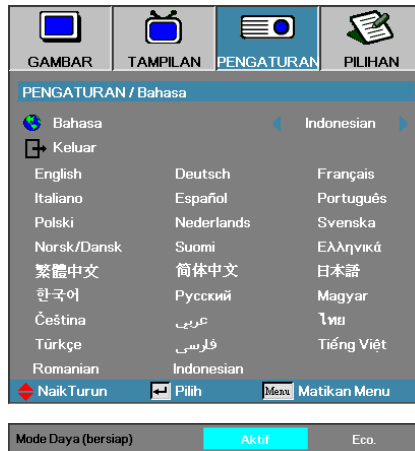 GAMBAR TAMPILAN PENGATURAN PILIHAN
PENGATURAN / Bahasa
Bahasa Indonesian
Keluar
English Deutsch Français
Italiano Español Português
Polski Nederlands Svenska
Norsk/Dansk Suomi Ελληνικά
繁體中文 简体中文 日本語
한국어 Русский Magyar
Čeština عربي ไทย
Türkçe فارسی Tiếng Việt
Romanian Indonesian
NaikTurun Pilih Menu Matikan Menu
Mode Daya (bersiap) Aktif Eco.